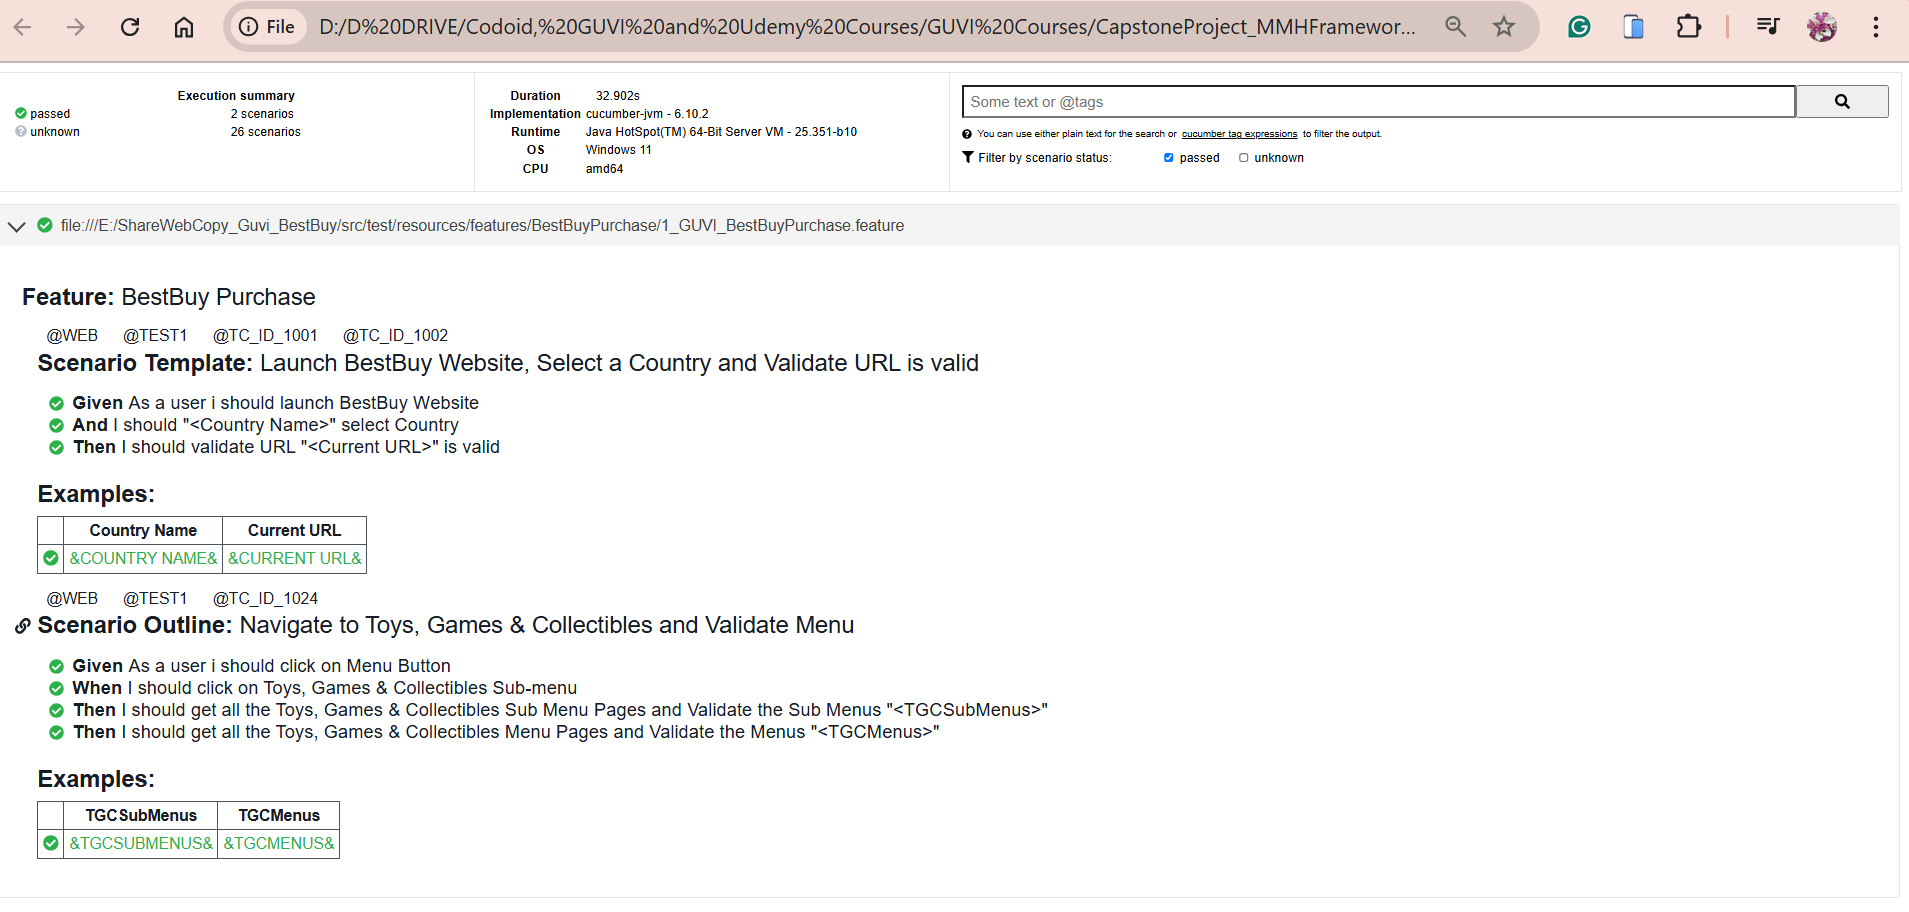 File D:/D%20DRIVE/Codoid,%20GUVI%20and%20Udemy%20Courses/GUVI%20Courses/CapstoneProject_MMHFramewor...
Execution summary
passed 2 scenarios
unknown 26 scenarios
Duration 32.902s
Implementation cucumber-jvm - 6.10.2
Runtime Java HotSpot(TM) 64-Bit Server VM - 25.351-b10
OS Windows 11
CPU amd64
Some text or @tags
You can use either plain text for the search or cucumber tag expressions to filter the output.
Filter by scenario status: passed unknown
file:///E:/ShareWebCopy_Guvi_BestBuy/src/test/resources/features/BestBuyPurchase/1_GUVI_BestBuyPurchase.feature
Feature: BestBuy Purchase
@WEB @TEST1 @TC_ID_1001 @TC_ID_1002
Scenario Template: Launch BestBuy Website, Select a Country and Validate URL is valid
Given As a user i should launch BestBuy Website
And I should "<Country Name>" select Country
Then I should validate URL "<Current URL>" is valid
Examples:
Country Name Current URL
&COUNTRY NAME& &CURRENT URL&
@WEB @TEST1 @TC_ID_1024
Scenario Outline: Navigate to Toys, Games & Collectibles and Validate Menu
Given As a user i should click on Menu Button
When I should click on Toys, Games & Collectibles Sub-menu
Then I should get all the Toys, Games & Collectibles Sub Menu Pages and Validate the Sub Menus "<TGCSubMenus>"
Then I should get all the Toys, Games & Collectibles Menu Pages and Validate the Menus "<TGCMenus>"
Examples:
TGCSubMenus TGCMenus
&TGCSUBMENUS& &TGCMENUS&